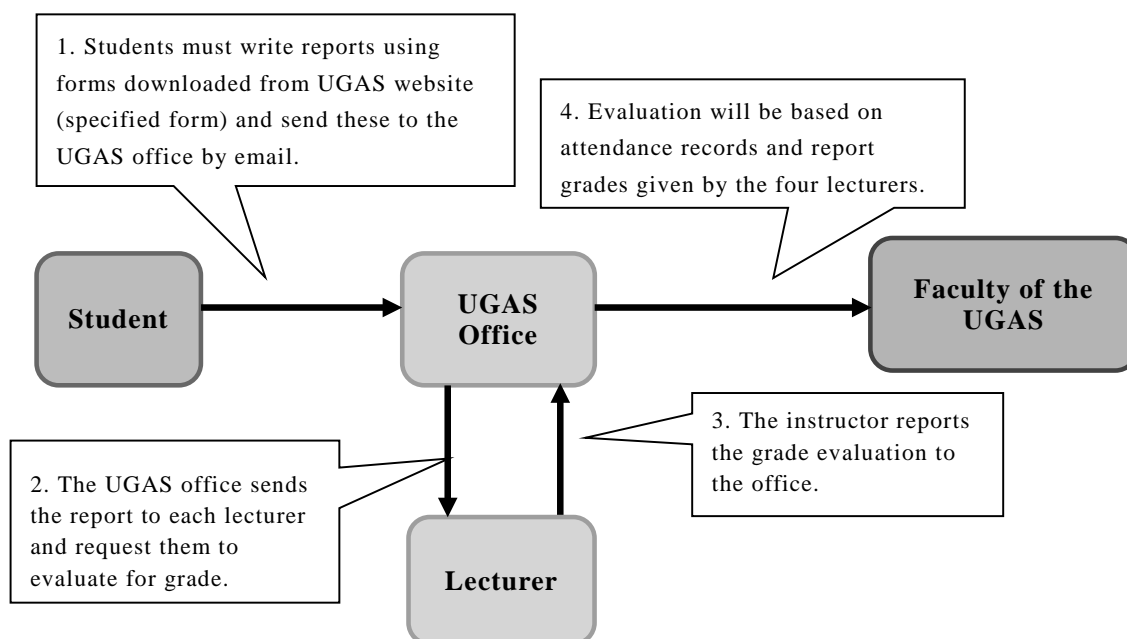 1. Students must write reports using
forms downloaded from UGAS website
(specified form) and send these to the
UGAS office by email.
4. Evaluation will be based on
attendance records and report
grades given by the four lecturers.
Student
UGAS
Office
Faculty of the
UGAS
2. The UGAS office sends
the report to each lecturer
and request them to
evaluate for grade.
3. The instructor reports
the grade evaluation to
the office.
Lecturer